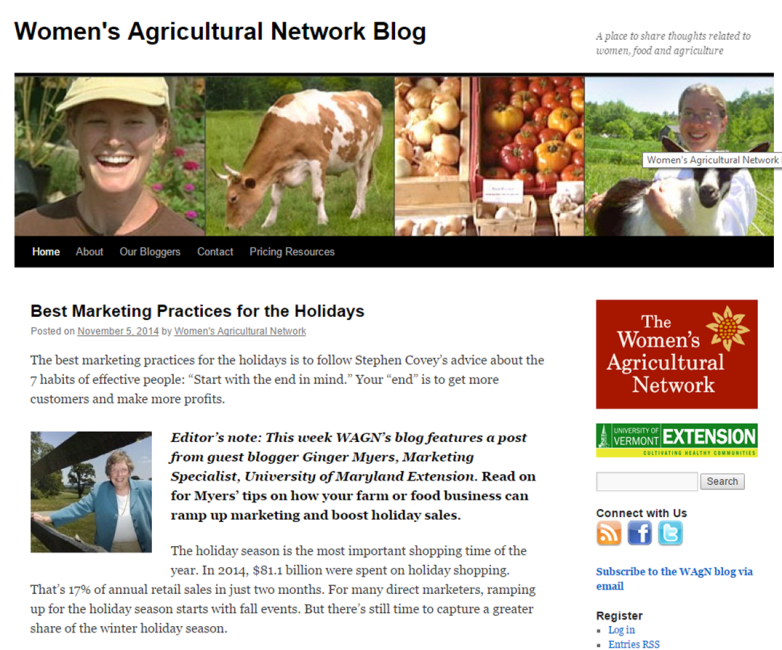 Women's Agricultural Network Blog
A place to share thoughts related to
women, food and agriculture
Women's Agricultural Network
Home About Our Bloggers Contact Pricing Resources
Best Marketing Practices for the Holidays
Posted on November 5, 2014 by Women's Agricultural Network
The best marketing practices for the holidays is to follow Stephen Covey’s advice about the
7 habits of effective people: “Start with the end in mind.” Your “end” is to get more
customers and make more profits.
Editor’s note: This week WAGN’s blog features a post
from guest blogger Ginger Myers, Marketing
Specialist, University of Maryland Extension. Read on
for Myers’ tips on how your farm or food business can
ramp up marketing and boost holiday sales.
The holiday season is the most important shopping time of the
year. In 2014, $81.1 billion were spent on holiday shopping.
That’s 17% of annual retail sales in just two months. For many direct marketers, ramping
up for the holiday season starts with fall events. But there’s still time to capture a greater
share of the winter holiday season.
The
Women's
Agricultural
Network
UNIVERSITY OF
VERMONT EXTENSION
CULTIVATING HEALTHY COMMUNITIES
Search
Connect with Us
Subscribe to the WAgN blog via
email
Register
Log in
Entries RSS